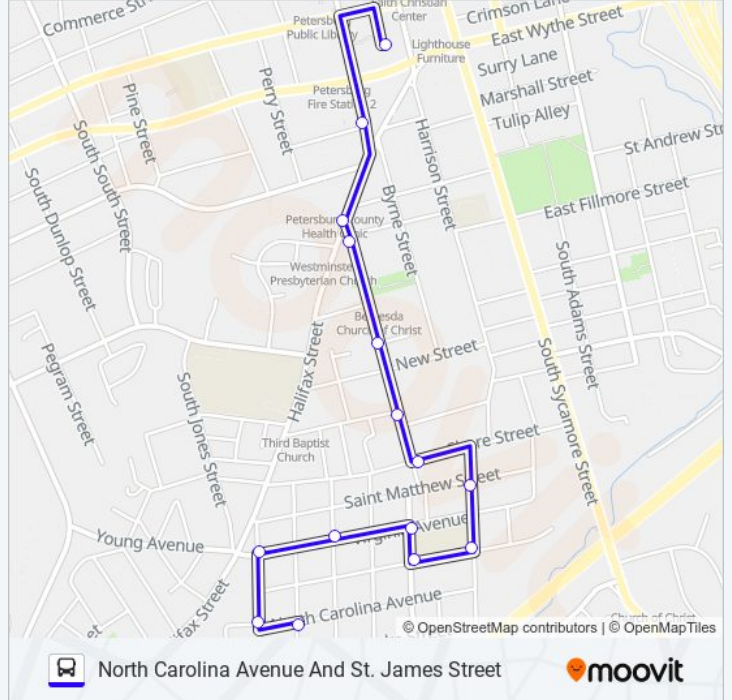 Commerce
Faith Christian
Center
Crimson
Petersburg
Public Library
East Wythe Street
Lighthouse
Furniture
Surry Lane
Marshall Street
Petersburg
Fire Station 2
Tulip Alley
Pine Street
Perry Street
Harrison Street
South South Street
St Andrew
South Dunlop Street
Byrne Street
East Fillmore Street
Petersburg County
Health Clinic
Westminster
Presbyterian Church
South Adams Street
Bethesda
Church of Christ
New Street
Halifax Street
Pegram Street
South Jones Street
South Sycamore Street
Shore Street
Third Baptist
Church
Saint Matthew Street
Virginia Avenue
Young Avenue
North Carolina Avenue
Halifax Street
Church of Christ
© OpenStreetMap contributors | © OpenMapTiles
North Carolina Avenue And St. James Street
moovit